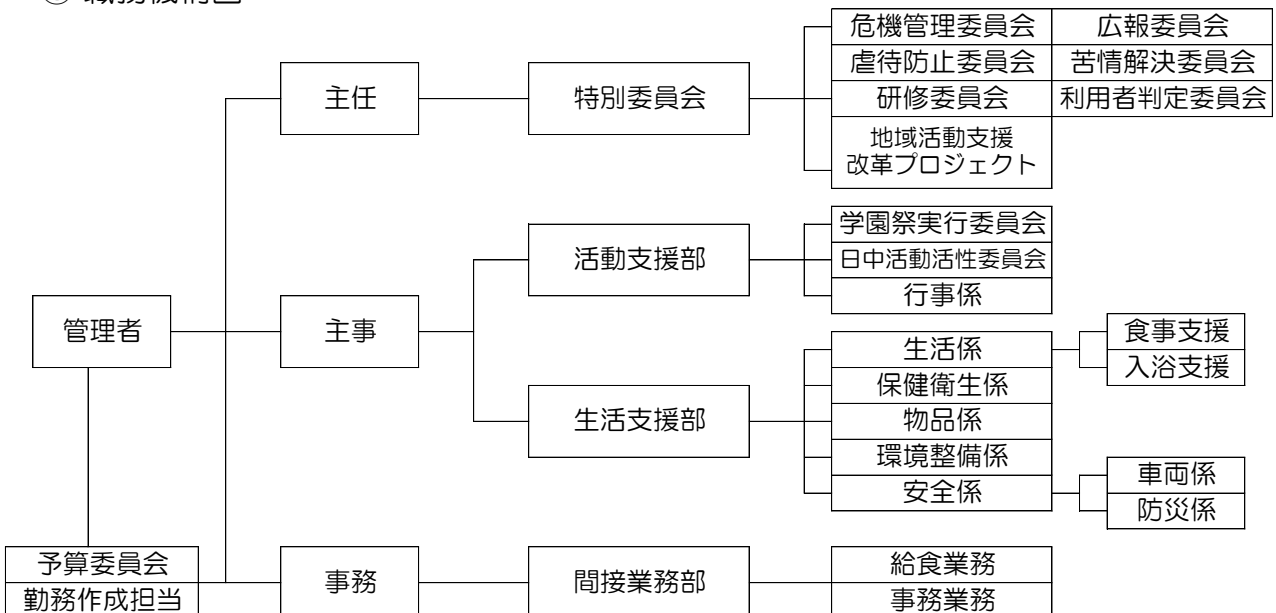 危機管理委員会 広報委員会
虐待防止委員会 苦情解決委員会
主任 特別委員会 研修委員会 利用者判定委員会
地域活動支援
改革プロジェクト
学園祭実行委員会
活動支援部 日中活動活性委員会
行事係
管理者 主事
生活係 食事支援
入浴支援
保健衛生係
生活支援部 物品係
環境整備係
安全係 車両係
防災係
予算委員会
勤務作成担当
事務 間接業務部 給食業務
事務業務